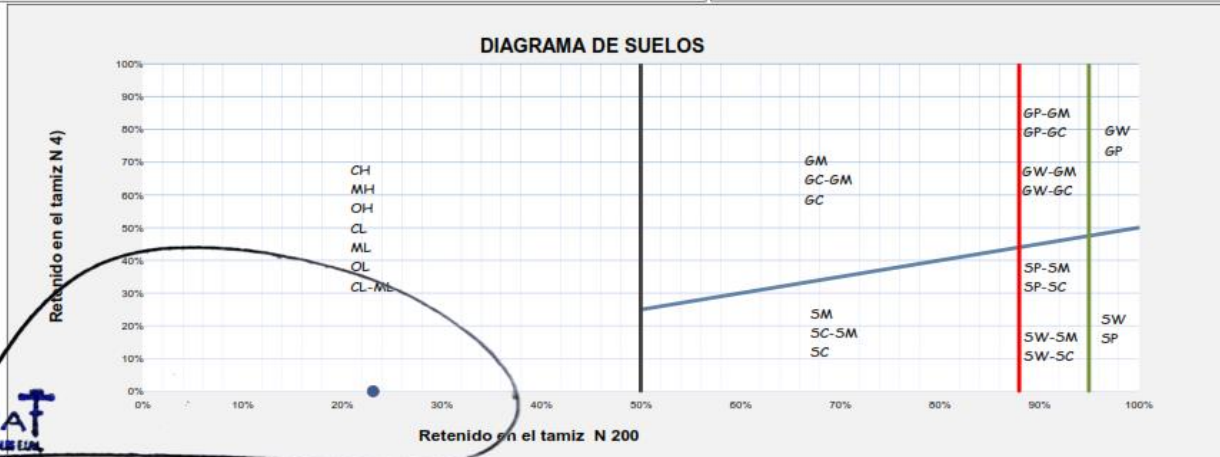 DIAGRAMA DE SUELOS
Retenido en el tamiz N 4)
100%
90%
80%
70%
60%
50%
40%
30%
20%
10%
0%
CH
MH
OH
CL
ML
OL
CL-ML
GM
GC-GM
GC
SM
SC-SM
SC
GP-GM
GP-GC
GW-GM
GW-GC
SP-SM
SP-SC
SW-SM
SW-SC
GW
GP
SW
SP
0% 10% 20% 30% 40% 50% 60% 70% 80% 90% 100%
Retenido en el tamiz N 200
AT